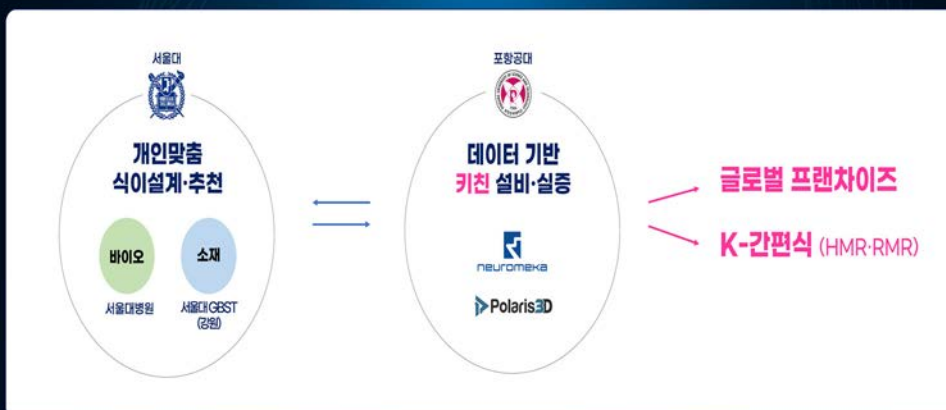 서울대
개인맞춤
식이설계·추천
바이오
소재
서울대병원
서울대 GBST
(강원)
포항공대
데이터 기반
키친 설비·실증
neuromeka
Polaris3D
글로벌 프랜차이즈
K-간편식 (HMR·RMR)